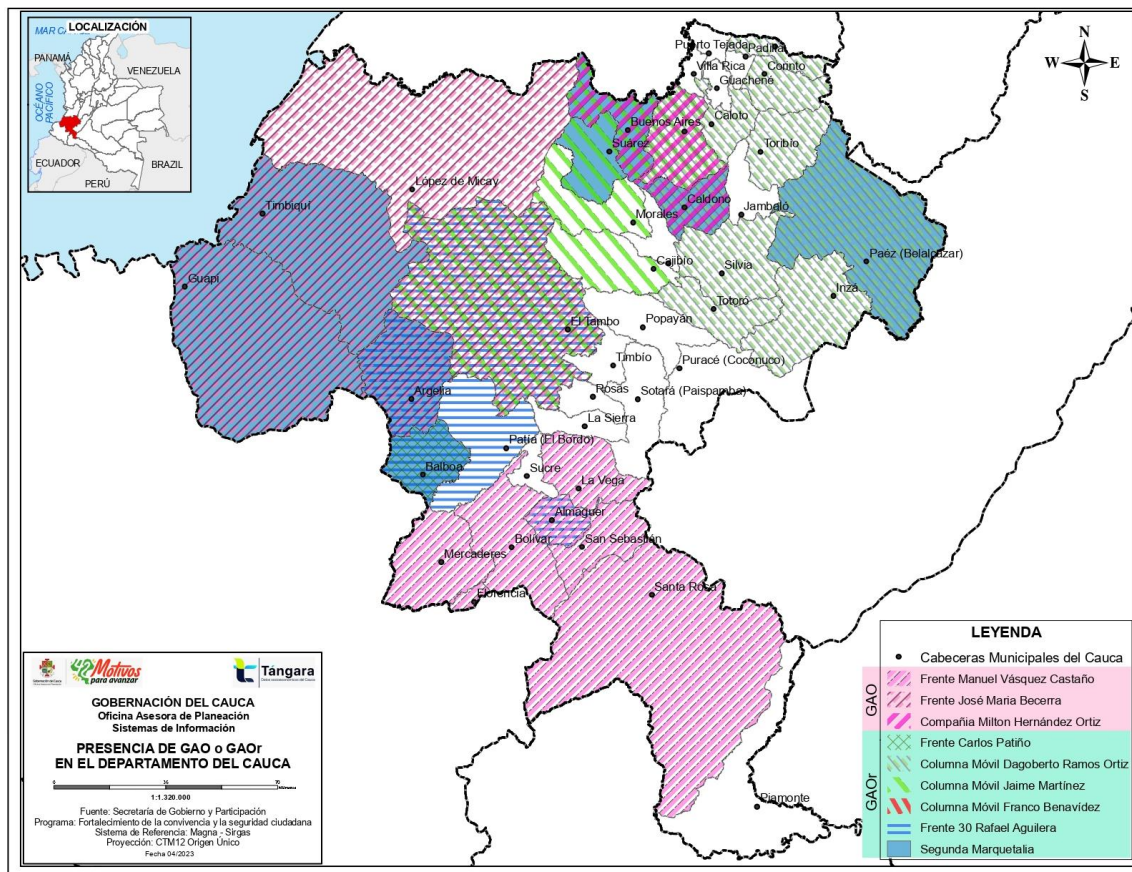 LOCALIZACIÓN
PANAMÁ
VENEZUELA
OCÉANO
PACÍFICO
ECUADOR
BRAZIL
PERÚ
N
W E
S
Puerto Tejada
Padilla
Villa Rica
Corinto
Guachené
Buenos Aires
Caloto
Suárez
Toribío
López de Micay
Timbiquí
Caldono
Jambaló
Morales
Guapi
Cajibío
Silvia
Paéz (Belalcázar)
Inzá
Totoró
El Tambo
Popayán
Timbío
Puracé (Coconuco)
Argelia
Rosas
Sotará (Paispamba)
La Sierra
Patía (El Bordo)
Balboa
Sucre
La Vega
Almaguer
Bolívar
San Sebastián
Mercaderes
Florencia
Santa Rosa
Piamonte
Motivos
para avanzar
Tángara
GOBERNACIÓN DEL CAUCA
Oficina Asesora de Planeación
Sistemas de Información
PRESENCIA DE GAO o GAOr
EN EL DEPARTAMENTO DEL CAUCA
0 35 70
1:1.320.000
Fuente: Secretaría de Gobierno y Participación
Programa: Fortalecimiento de la convivencia y la seguridad ciudadana
Sistema de Referencia: Magna - Sirgas
Proyección: CTM12 Origen Único
Fecha 04/2023
LEYENDA
Cabeceras Municipales del Cauca
GAO
Frente Manuel Vásquez Castaño
Frente José Maria Becerra
Compañia Milton Hernández Ortiz
GAOr
Frente Carlos Patiño
Columna Móvil Dagoberto Ramos Ortiz
Columna Móvil Jaime Martínez
Columna Móvil Franco Benavídez
Frente 30 Rafael Aguilera
Segunda Marquetalia